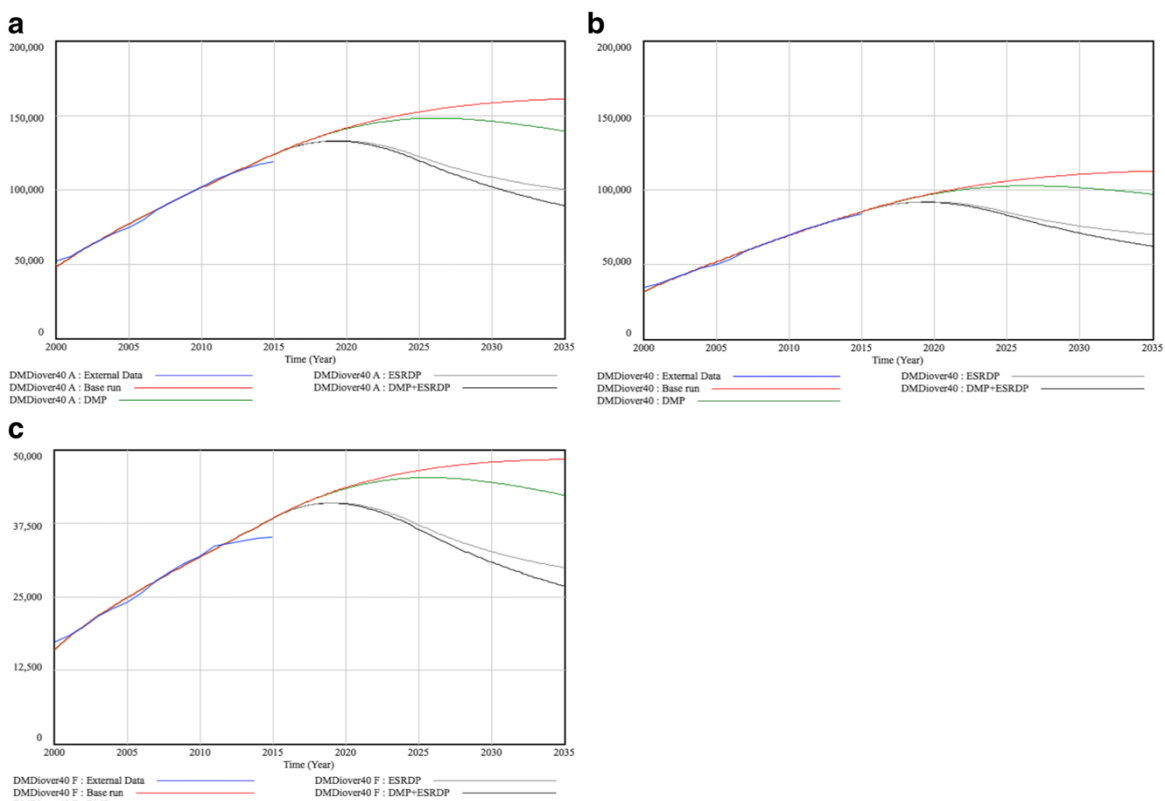 a
200,000
150,000
100,000
50,000
0
2000 2005 2010 2015 2020 2025 2030 2035
Time (Year)
DMDiover40 A : External Data
DMDiover40 A : Base run
DMDiover40 A : DMP
DMDiover40 A : ESRDP
DMDiover40 A : DMP+ESRDP
b
200,000
150,000
100,000
50,000
0
2000 2005 2010 2015 2020 2025 2030 2035
Time (Year)
DMDiover40 : External Data
DMDiover40 : Base run
DMDiover40 : DMP
DMDiover40 : ESRDP
DMDiover40 : DMP+ESRDP
c
50,000
37,500
25,000
12,500
0
2000 2005 2010 2015 2020 2025 2030 2035
Time (Year)
DMDiover40 F : External Data
DMDiover40 F : Base run
DMDiover40 F : ESRDP
DMDiover40 F : DMP+ESRDP